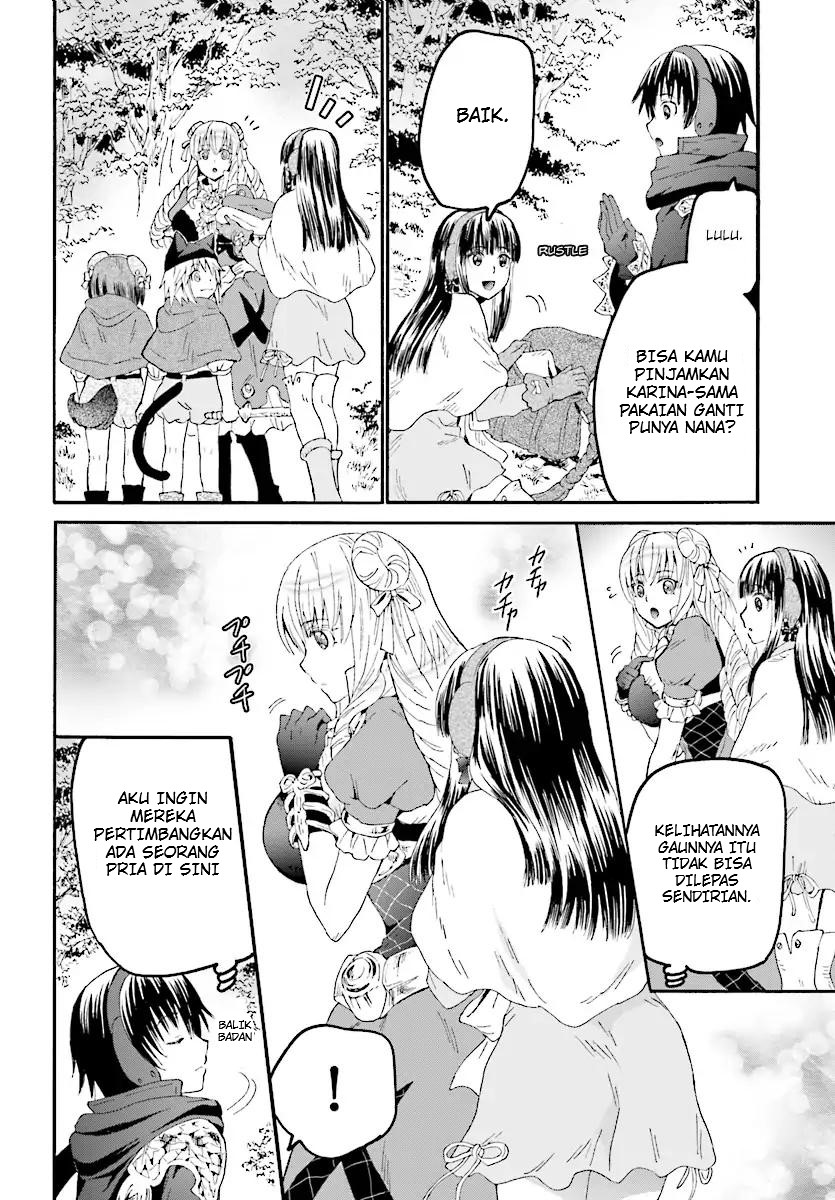 LULU.
BISA KAMU
PINJAMKAN
KARINA-SAMA
PAKAIAN GANTI
PUNYA NANA?
BAIK.
RUSTLE
KELIHATANNYA
GAUNNYA ITU
TIDAK BISA
DILEPAS
SENDIRIAN.
カチャ
カチャ
プチプチ
!
AKU INGIN
MEREKA
PERTIMBANGKAN
ADA SEORANG
PRIA DI SINI
BALIK
BADAN